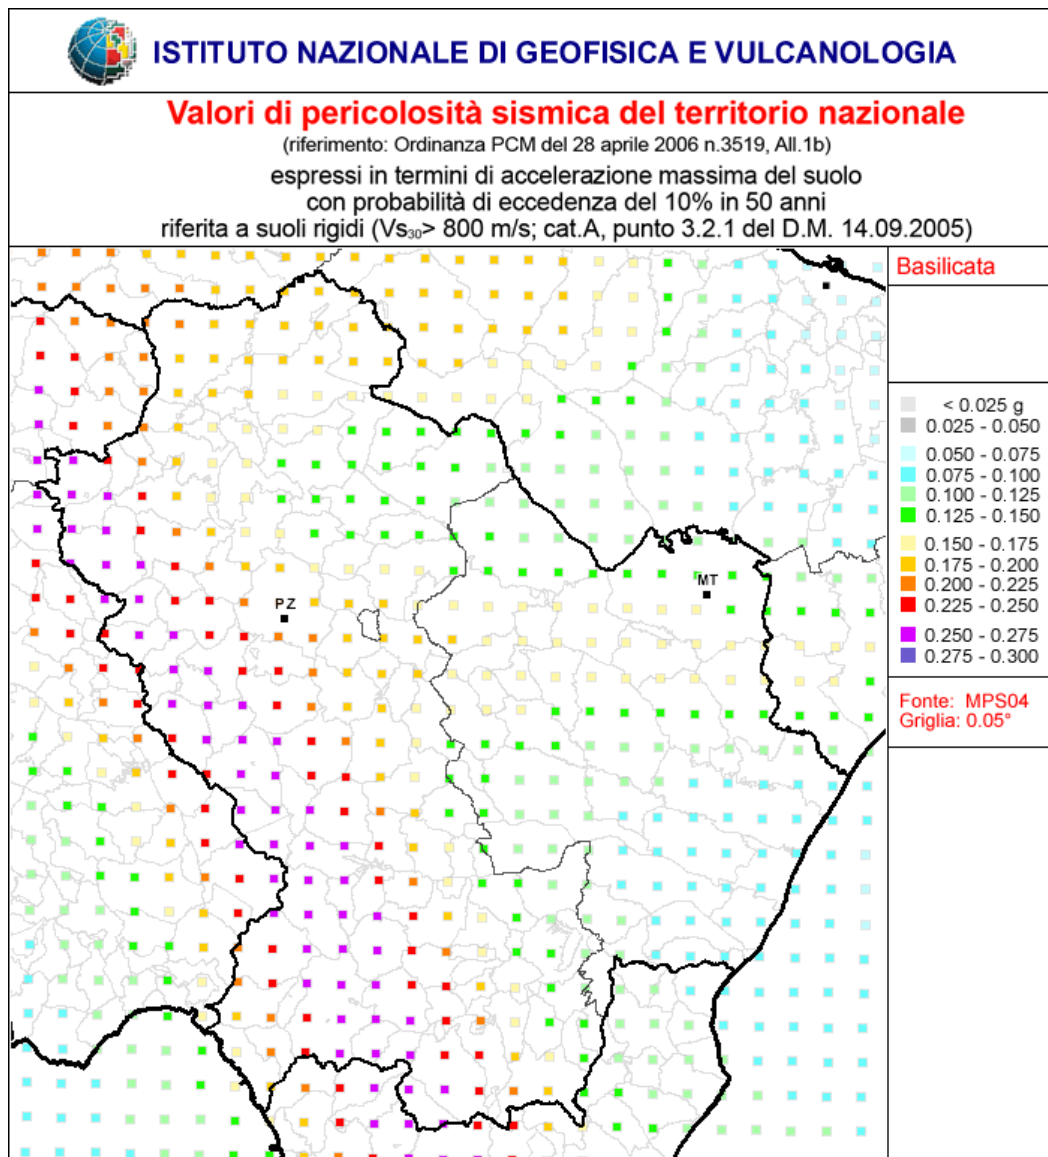 ISTITUTO NAZIONALE DI GEOFISICA E VULCANOLOGIA
Valori di pericolosità sismica del territorio nazionale
(riferimento: Ordinanza PCM del 28 aprile 2006 n.3519, All.1b)
espressi in termini di accelerazione massima del suolo
con probabilità di eccedenza del 10% in 50 anni
riferita a suoli rigidi (Vs₃₀> 800 m/s; cat.A, punto 3.2.1 del D.M. 14.09.2005)
Basilicata
< 0.025 g
0.025 - 0.050
0.050 - 0.075
0.075 - 0.100
0.100 - 0.125
0.125 - 0.150
0.150 - 0.175
0.175 - 0.200
0.200 - 0.225
0.225 - 0.250
0.250 - 0.275
0.275 - 0.300
Fonte: MPS04
Griglia: 0.05°
MT
PZ